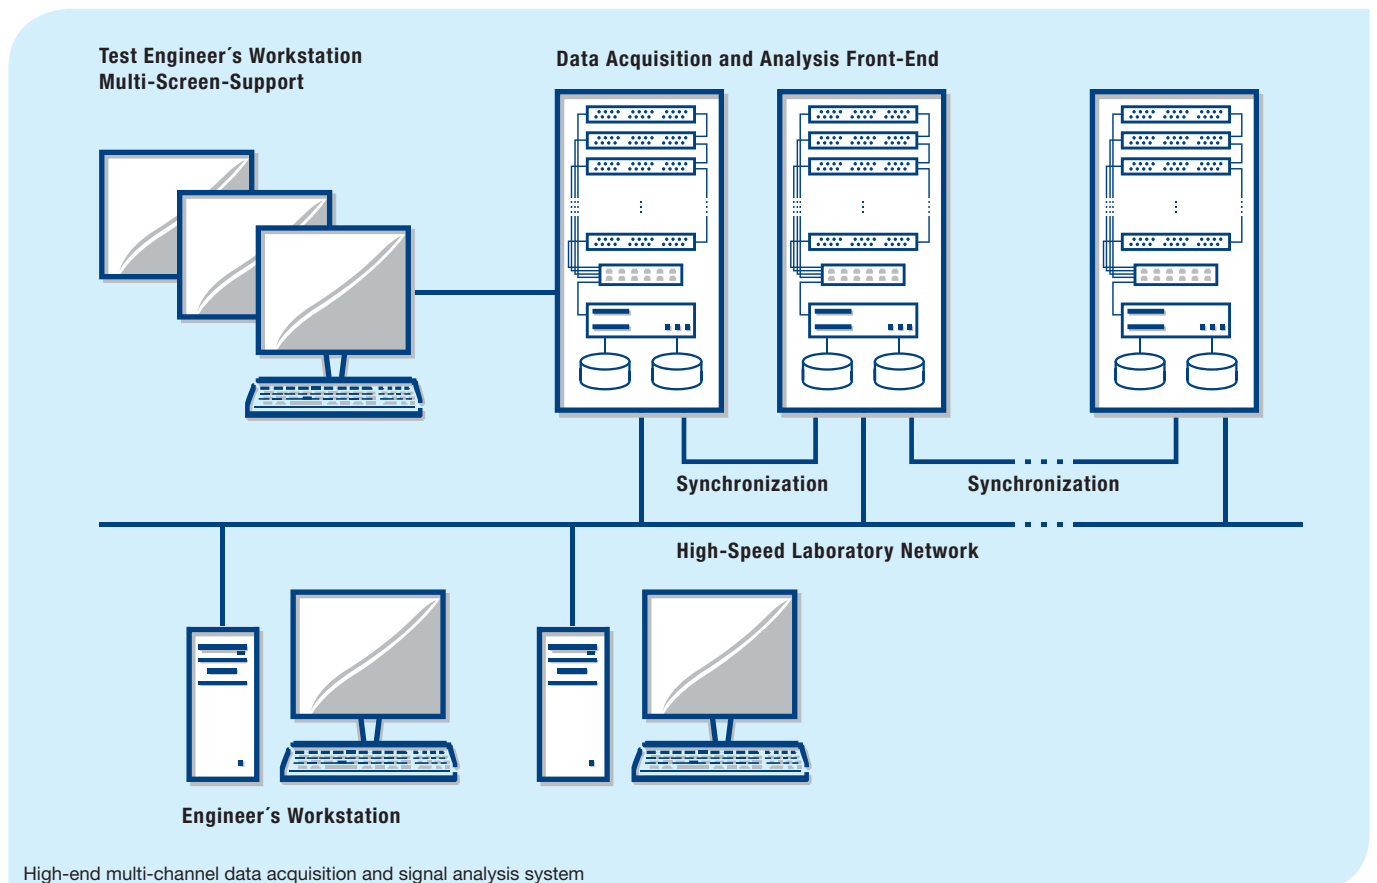 Test Engineer´s Workstation
Multi-Screen-Support
Data Acquisition and Analysis Front-End
Synchronization
Synchronization
High-Speed Laboratory Network
Engineer´s Workstation
High-end multi-channel data acquisition and signal analysis system